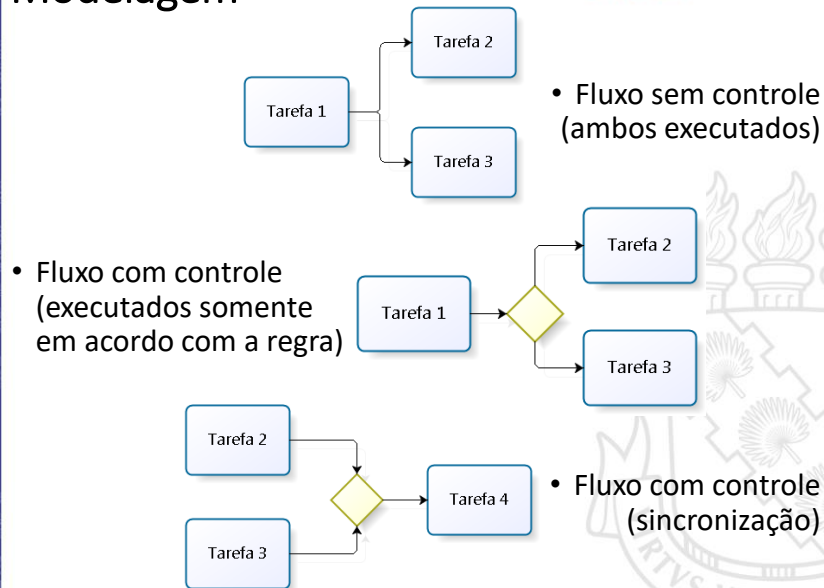 Modelagem
Tarefa 2
Tarefa 1
Tarefa 3
• Fluxo sem controle
(ambos executados)
• Fluxo com controle
(executados somente
em acordo com a regra)
Tarefa 1
Tarefa 2
Tarefa 3
Tarefa 2
Tarefa 3
Tarefa 4
• Fluxo com controle
(sincronização)